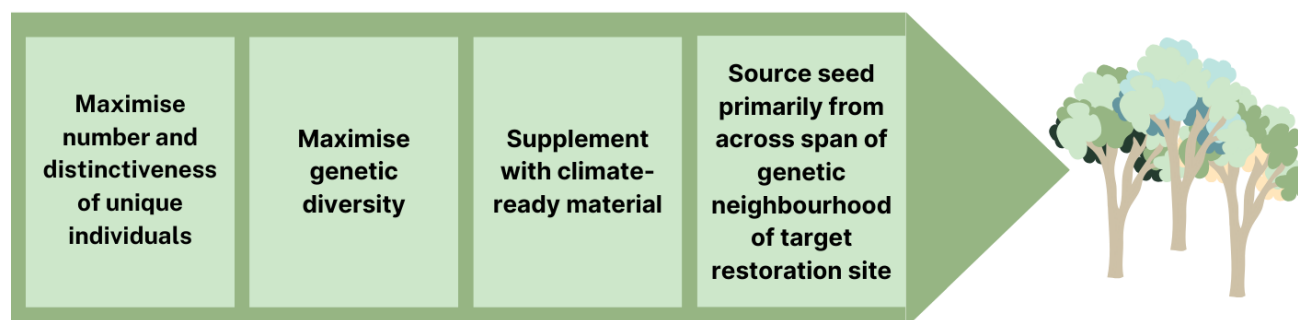 Maximise
number and
distinctiveness
of unique
individuals
Maximise
genetic
diversity
Supplement
with climate-
ready material
Source seed
primarily from
across span of
genetic
neighbourhood
of target
restoration site